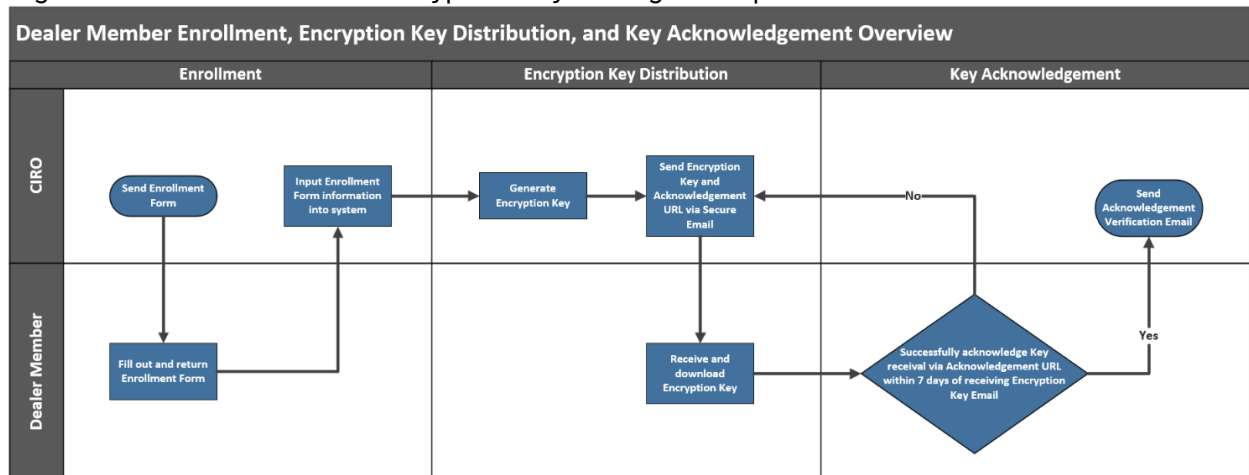 Dealer Member Enrollment, Encryption Key Distribution, and Key Acknowledgement Overview
Enrollment
Encryption Key Distribution
Key Acknowledgement
CIRO
Send Enrollment
Form
Input Enrollment
Form information
into system
Generate
Encryption Key
Send Encryption
Key and
Acknowledgement
URL via Secure
Email
No
Send
Acknowledgement
Verification Email
Dealer Member
Fill out and return
Enrollment Form
Receive and
download
Encryption Key
Successfully acknowledge Key
receival via Acknowledgement URL
within 7 days of receiving Encryption
Key Email
Yes